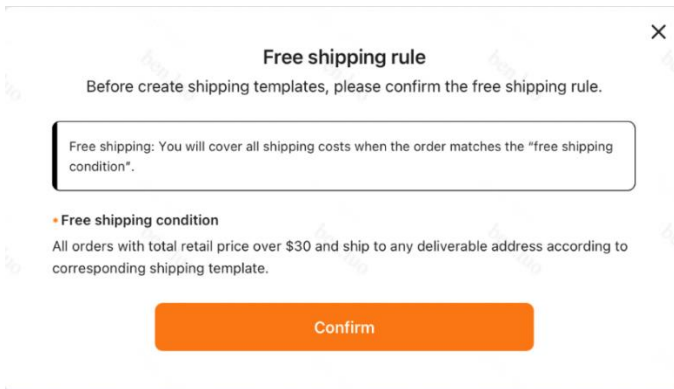 Free shipping rule
Before create shipping templates, please confirm the free shipping rule.
Free shipping: You will cover all shipping costs when the order matches the "free shipping
condition".
• Free shipping condition
All orders with total retail price over $30 and ship to any deliverable address according to
corresponding shipping template.
Confirm